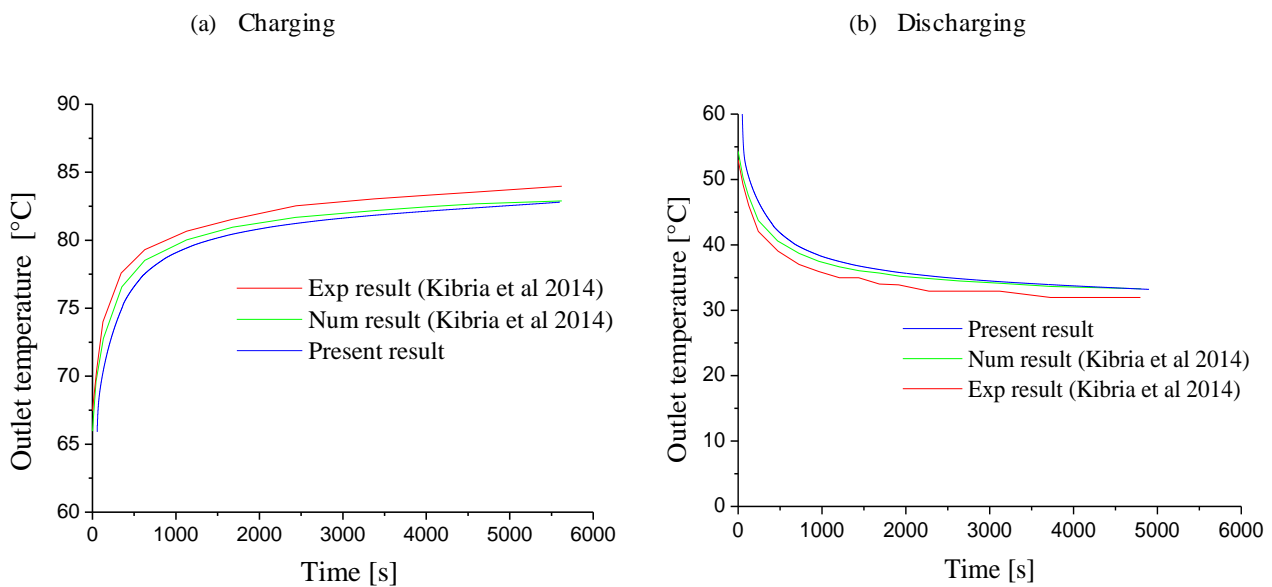 (a) Charging
90
85
80
75
70
65
60
Outlet temperature [°C]
Exp result (Kibria et al 2014)
Num result (Kibria et al 2014)
Present result
0 1000 2000 3000 4000 5000 6000
Time [s]
(b) Discharging
60
50
40
30
20
10
0
Outlet temperature [°C]
Present result
Num result (Kibria et al 2014)
Exp result (Kibria et al 2014)
0 1000 2000 3000 4000 5000 6000
Time [s]